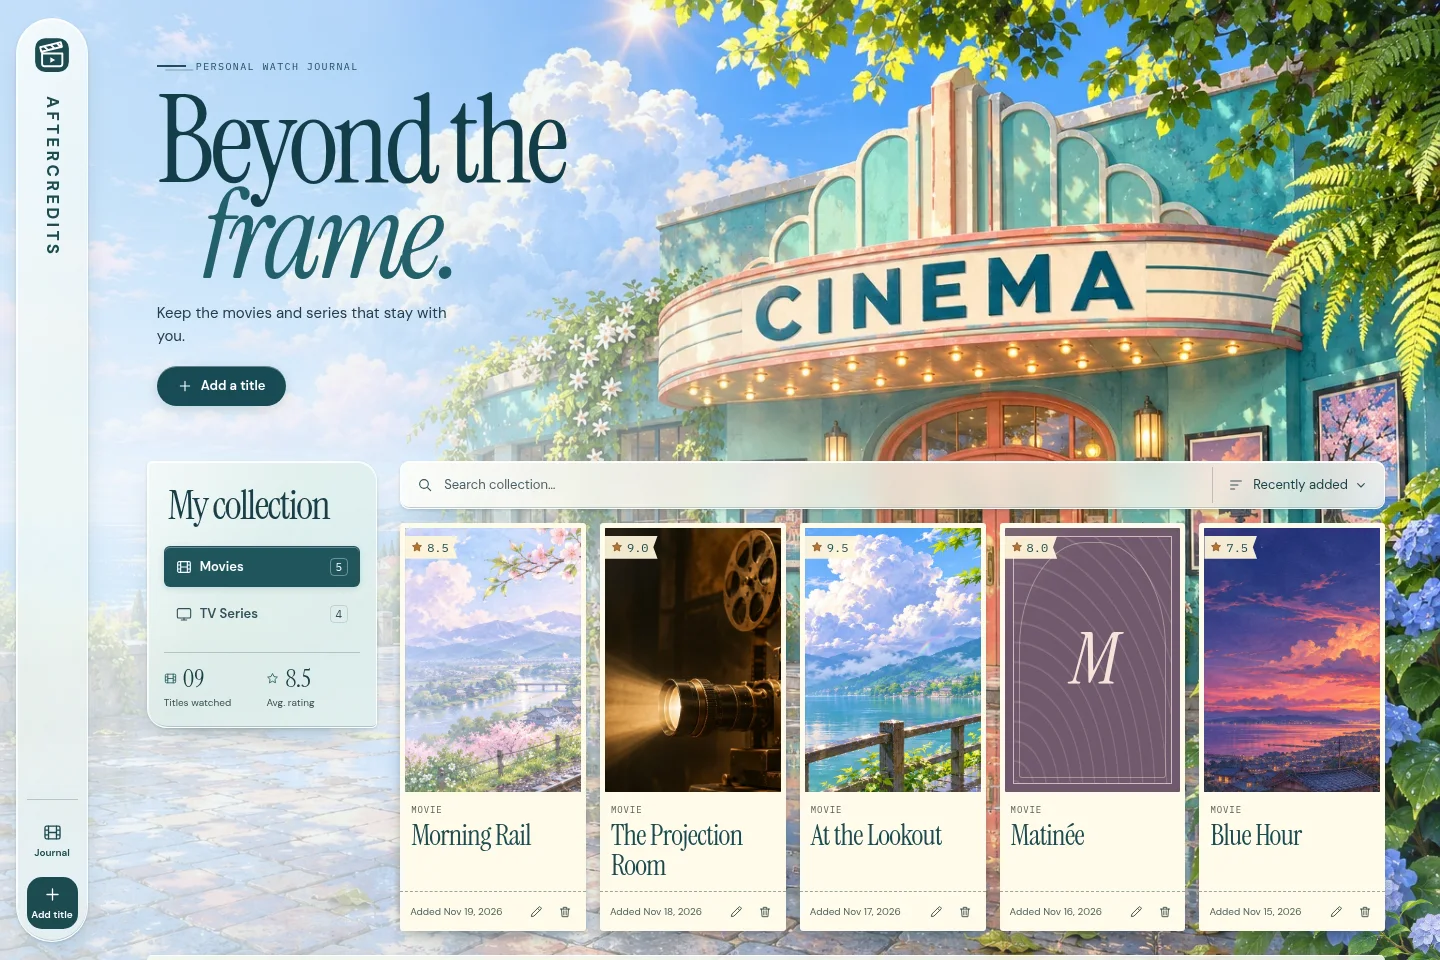 AFTERCREDITS
PERSONAL WATCH JOURNAL
Beyond the
frame.
Keep the movies and series that stay with
you.
Add a title
CINEMA
My collection
Movies 5
TV Series 4
09 8.5
Titles watched Avg. rating
Search collection...
Recently added
8.5
MOVIE
Morning Rail
Added Nov 19, 2026
9.0
MOVIE
The Projection
Room
Added Nov 18, 2026
9.5
MOVIE
At the Lookout
Added Nov 17, 2026
8.0
M
MOVIE
Matinée
Added Nov 16, 2026
7.5
MOVIE
Blue Hour
Added Nov 15, 2026
Journal
Add title